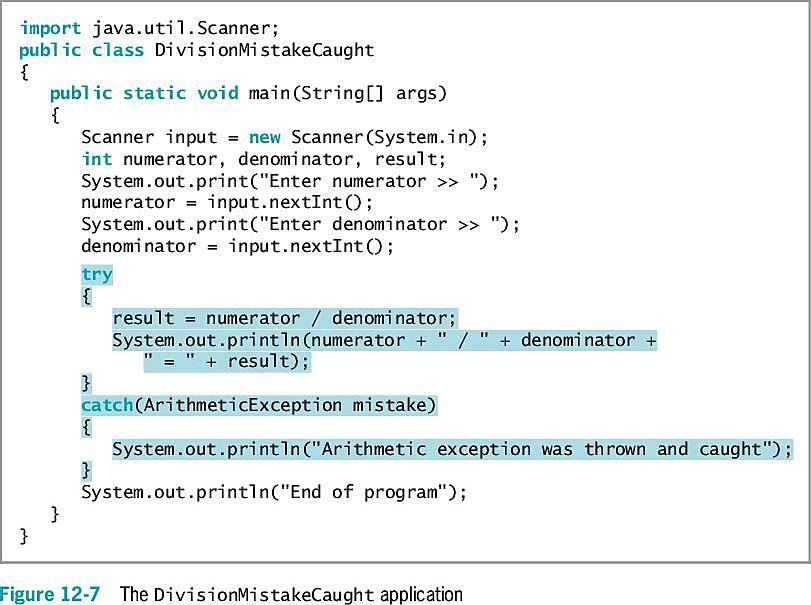 import java.util.Scanner;
public class DivisionMistakeCaught
{
   public static void main(String[] args)
   {
      Scanner input = new Scanner(System.in);
      int numerator, denominator, result;
      System.out.print("Enter numerator >> ");
      numerator = input.nextInt();
      System.out.print("Enter denominator >> ");
      denominator = input.nextInt();
      try
      {
         result = numerator / denominator;
         System.out.println(numerator + " / " + denominator +
            " = " + result);
      }
      catch(ArithmeticException mistake)
      {
         System.out.println("Arithmetic exception was thrown and caught");
      }
      System.out.println("End of program");
   }
}
Figure 12-7 The DivisionMistakeCaught application